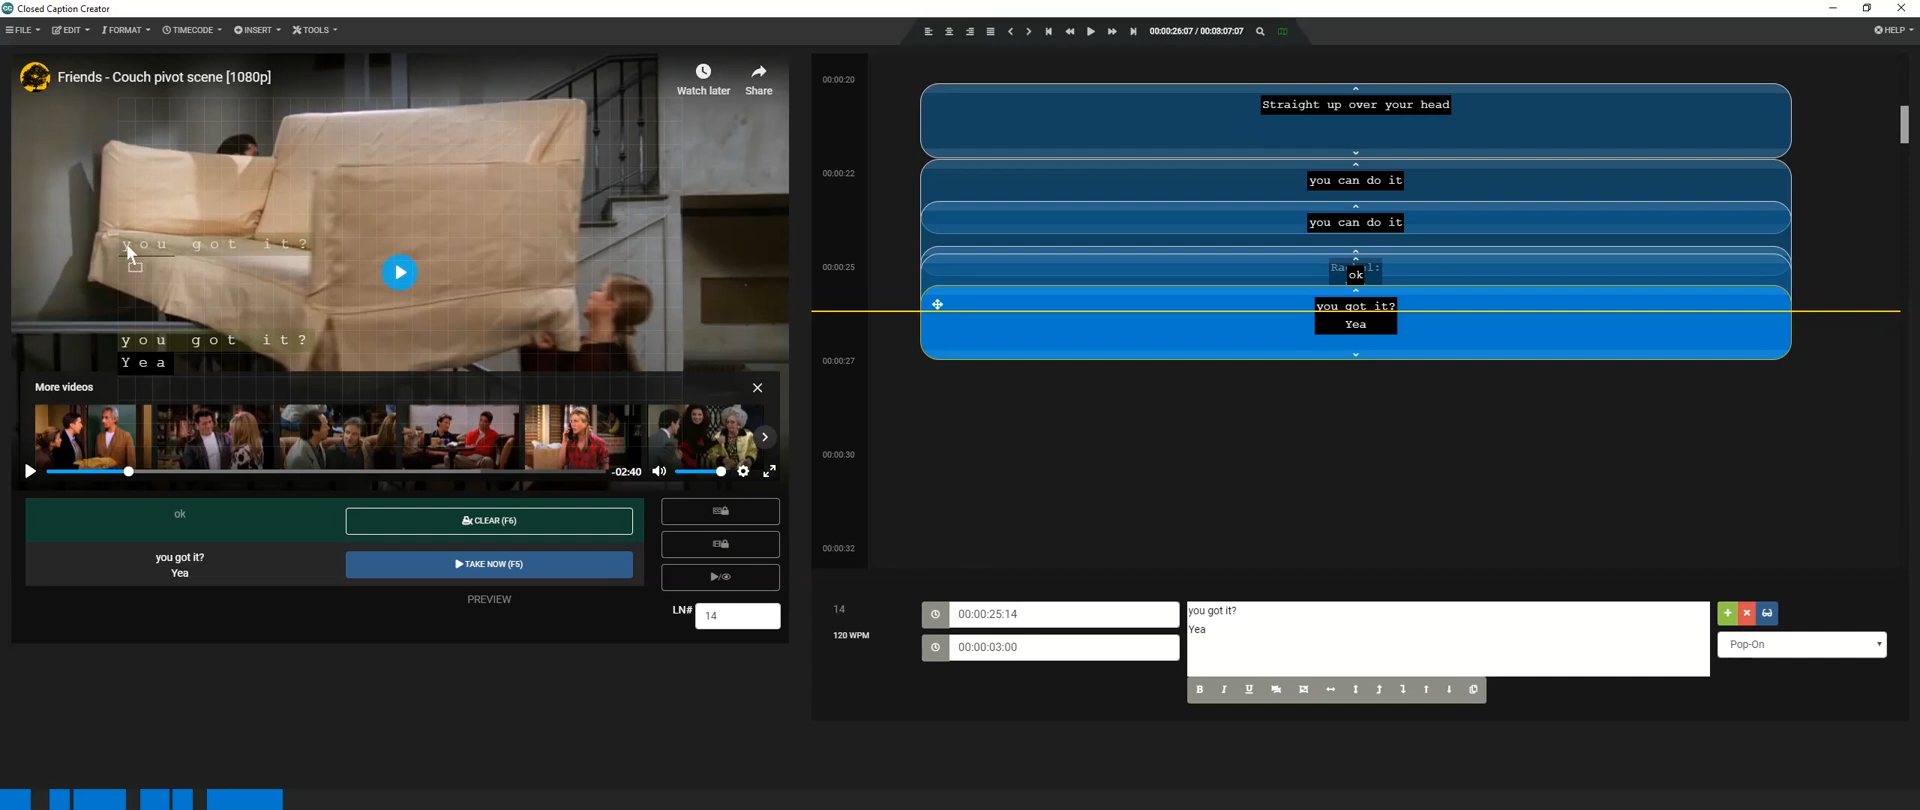 Closed Caption Creator
FILE
EDIT
FORMAT
TIMECODE
INSERT
TOOLS
00:00:26:07 / 00:03:07:07
HELP
Friends - Couch pivot scene [1080p]
Watch later
Share
you got it?
you got it?
Yea
More videos
-02:40
ok
CLEAR (F6)
you got it?
Yea
TAKE NOW (F5)
PREVIEW
LN#
14
00:00:20
00:00:22
00:00:25
00:00:27
00:00:30
00:00:32
Straight up over your head
you can do it
you can do it
ok
you got it?
Yea
14
120 WPM
00:00:25:14
00:00:03:00
you got it?
Yea
B
I
U
Pop-On